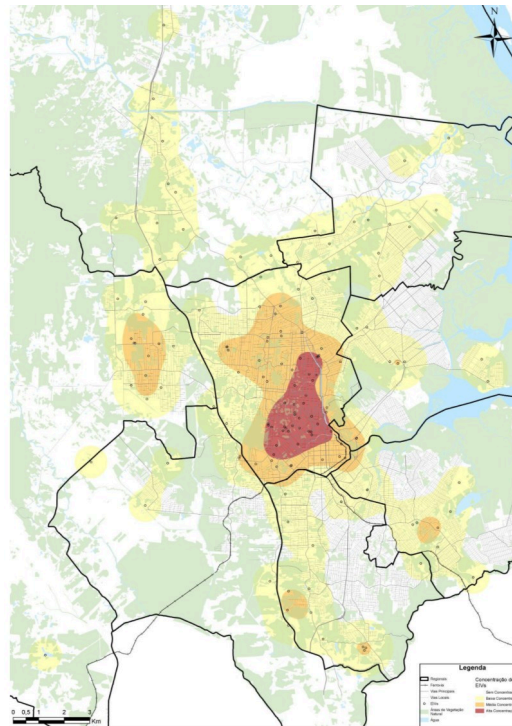 N
0 0,5 1 2 3
Km
Legenda
Regionais
Ferrovia
Vias Principais
Vias Locais
EIVs
Áreas de Vegetação
Natural
Água
Concentração d
EIVs
Sem Concentra
Baixa Concentr
Média Concentr
Alta Concentraç